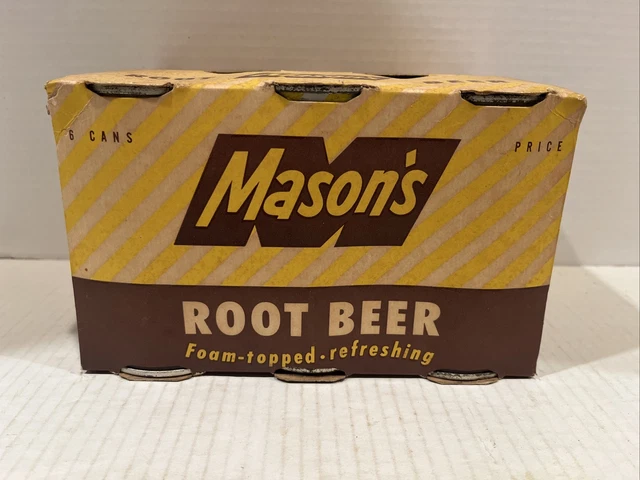 6 CANS
PRICE
Mason's
ROOT BEER
Foam-topped • refreshing